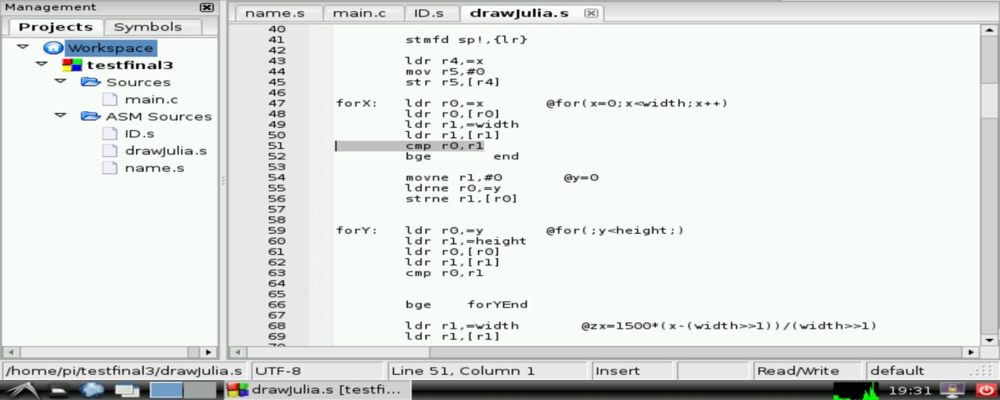 Management
Projects Symbols
Workspace
testfinal3
Sources
main.c
ASM Sources
ID.s
drawJulia.s
name.s
name.s main.c ID.s drawJulia.s
40
41 stmfd sp!,{lr}
42
43 ldr r4,=x
44 mov r5,#0
45 str r5,[r4]
46
47 forX: ldr r0,=x @for(x=0;x<width;x++)
48 ldr r0,[r0]
49 ldr r1,=width
50 ldr r1,[r1]
51 cmp r0,r1
52 bge end
53
54 movne r1,#0 @y=0
55 ldrne r0,=y
56 strne r1,[r0]
57
58
59 forY: ldr r0,=y @for(;y<height;)
60 ldr r1,=height
61 ldr r0,[r0]
62 ldr r1,[r1]
63 cmp r0,r1
64
65
66 bge forYEnd
67
68 ldr r1,=width @zx=1500*(x-(width>>1))/(width>>1)
69 ldr r1,[r1]
/home/pi/testfinal3/drawJulia.s UTF-8 Line 51, Column 1 Insert Read/Write default
drawJulia.s [testfi... 19:31